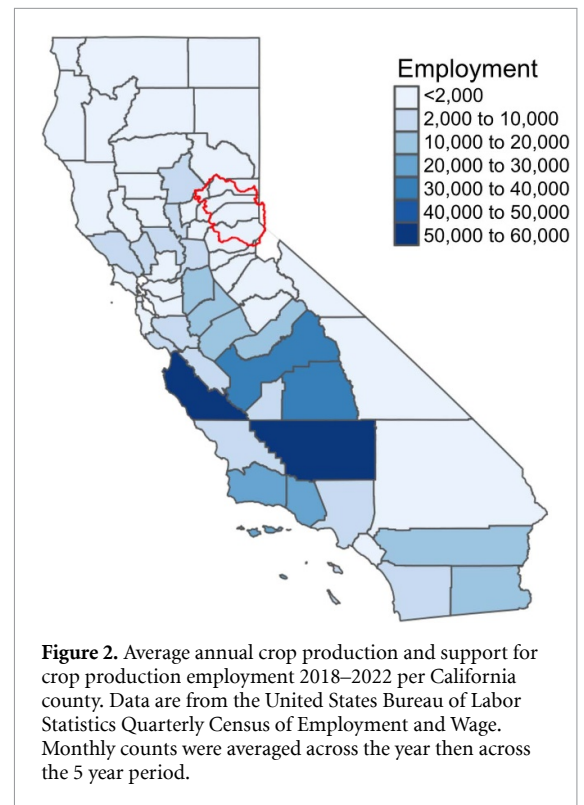 Employment
<2,000
2,000 to 10,000
10,000 to 20,000
20,000 to 30,000
30,000 to 40,000
40,000 to 50,000
50,000 to 60,000
Figure 2. Average annual crop production and support for
crop production employment 2018–2022 per California
county. Data are from the United States Bureau of Labor
Statistics Quarterly Census of Employment and Wage.
Monthly counts were averaged across the year then across
the 5 year period.